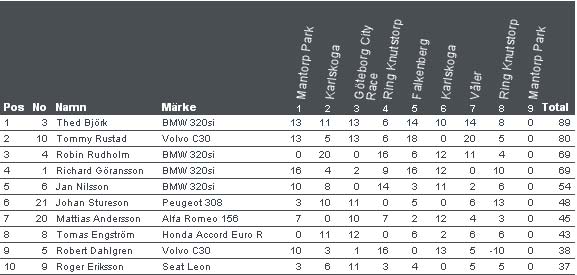 Mantorp Park
Karlskoga
Göteborg City Race
Ring Knutstorp
Falkenberg
Karlskoga
Våler
Ring Knutstorp
Mantorp Park
Pos No Namn Märke 1 2 3 4 5 6 7 8 9 Total
1 3 Thed Björk BMW 320si 13 11 13 6 14 10 14 8 0 89
2 10 Tommy Rustad Volvo C30 13 5 13 6 18 0 20 5 0 80
3 4 Robin Rudholm BMW 320si 0 20 0 16 6 12 11 4 0 69
4 1 Richard Göransson BMW 320si 16 4 2 9 16 12 0 10 0 69
5 6 Jan Nilsson BMW 320si 10 8 0 14 3 11 2 6 0 54
6 21 Johan Stureson Peugeot 308 3 10 11 0 5 0 6 13 0 48
7 20 Mattias Andersson Alfa Romeo 156 7 0 10 7 2 12 4 3 0 45
8 8 Tomas Engström Honda Accord Euro R 0 11 12 0 6 2 6 6 0 43
9 5 Robert Dahlgren Volvo C30 10 3 1 16 0 13 5 -10 0 38
10 9 Roger Eriksson Seat Leon 3 6 11 3 4 0 5 5 0 37